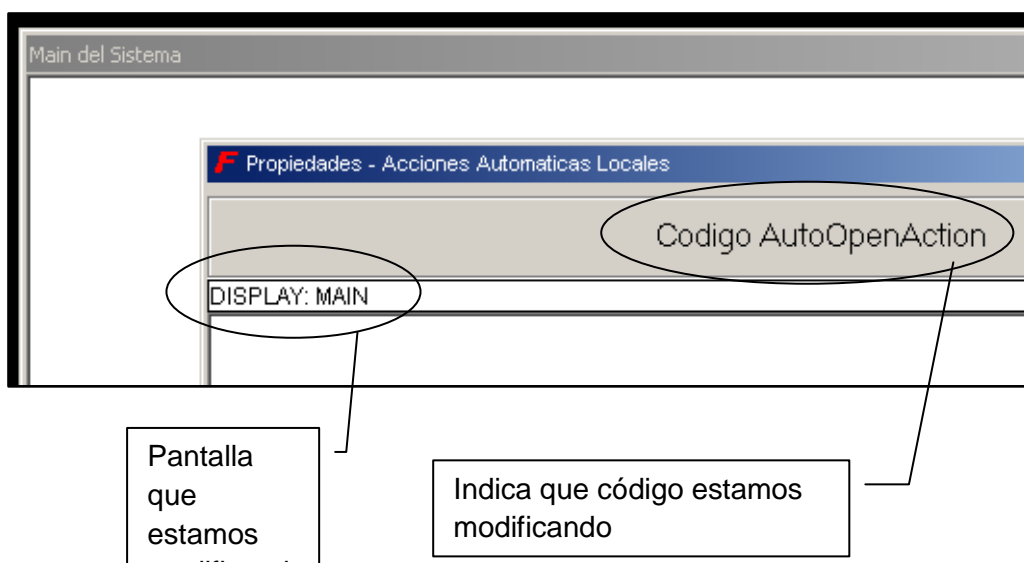 Main del Sistema
F Propiedades - Acciones Automaticas Locales
Codigo AutoOpenAction
DISPLAY: MAIN
Pantalla
que
estamos
Indica que código estamos
modificando